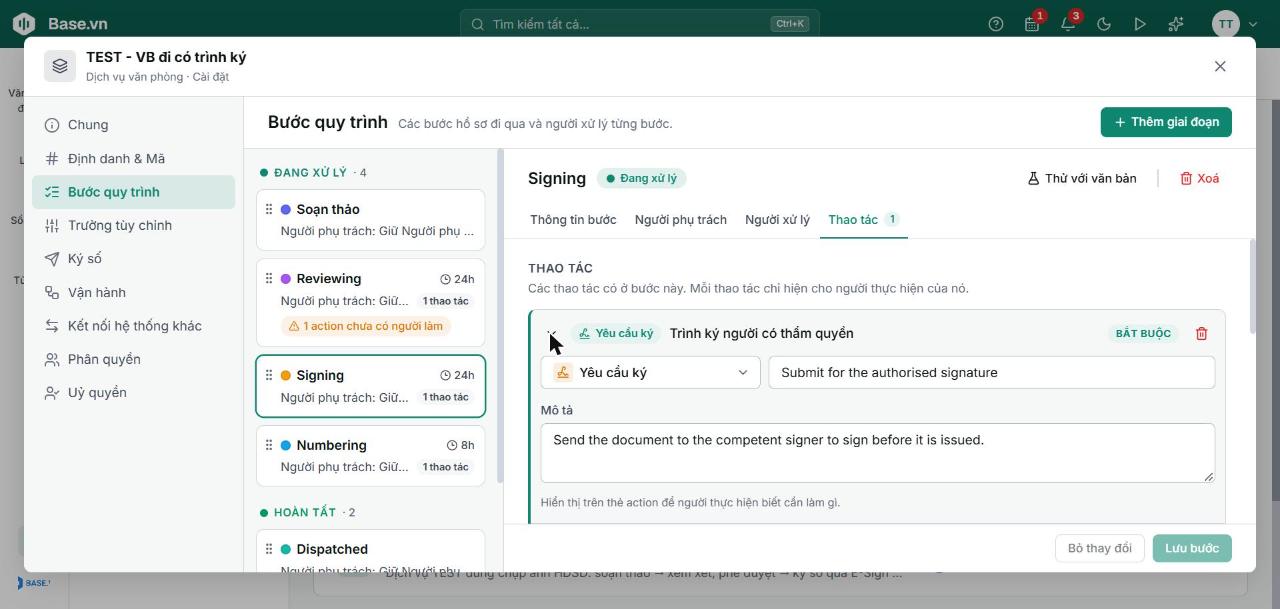 Base.vn
Tìm kiếm tất cả...
Ctrl+K
1
3
TT
TEST - VB đi có trình ký
Dịch vụ văn phòng · Cài đặt
Chung
Định danh & Mã
Bước quy trình
Trường tùy chỉnh
Ký số
Vận hành
Kết nối hệ thống khác
Phân quyền
Uỷ quyền
Bước quy trình
Các bước hồ sơ đi qua và người xử lý từng bước.
+ Thêm giai đoạn
ĐANG XỬ LÝ · 4
Soạn thảo
Người phụ trách: Giữ Người phụ ...
Reviewing
24h
Người phụ trách: Giữ...
1 thao tác
1 action chưa có người làm
Signing
24h
Người phụ trách: Giữ...
1 thao tác
Numbering
8h
Người phụ trách: Giữ...
1 thao tác
HOÀN TẤT · 2
Dispatched
Signing
Đang xử lý
Thử với văn bản
Xoá
Thông tin bước
Người phụ trách
Người xử lý
Thao tác
1
THAO TÁC
Các thao tác có ở bước này. Mỗi thao tác chỉ hiện cho người thực hiện của nó.
Yêu cầu ký
Trình ký người có thẩm quyền
BẮT BUỘC
Yêu cầu ký
Submit for the authorised signature
Mô tả
Send the document to the competent signer to sign before it is issued.
Hiển thị trên thẻ action để người thực hiện biết cần làm gì.
Bỏ thay đổi
Lưu bước